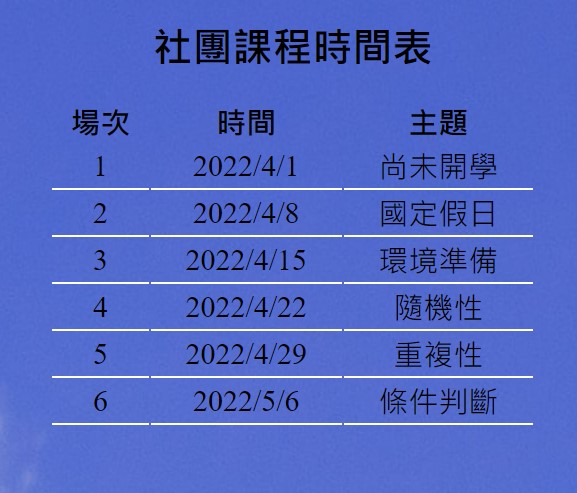 社團課程時間表
場次 時間 主題
1 2022/4/1 尚未開學
2 2022/4/8 國定假日
3 2022/4/15 環境準備
4 2022/4/22 隨機性
5 2022/4/29 重複性
6 2022/5/6 條件判斷